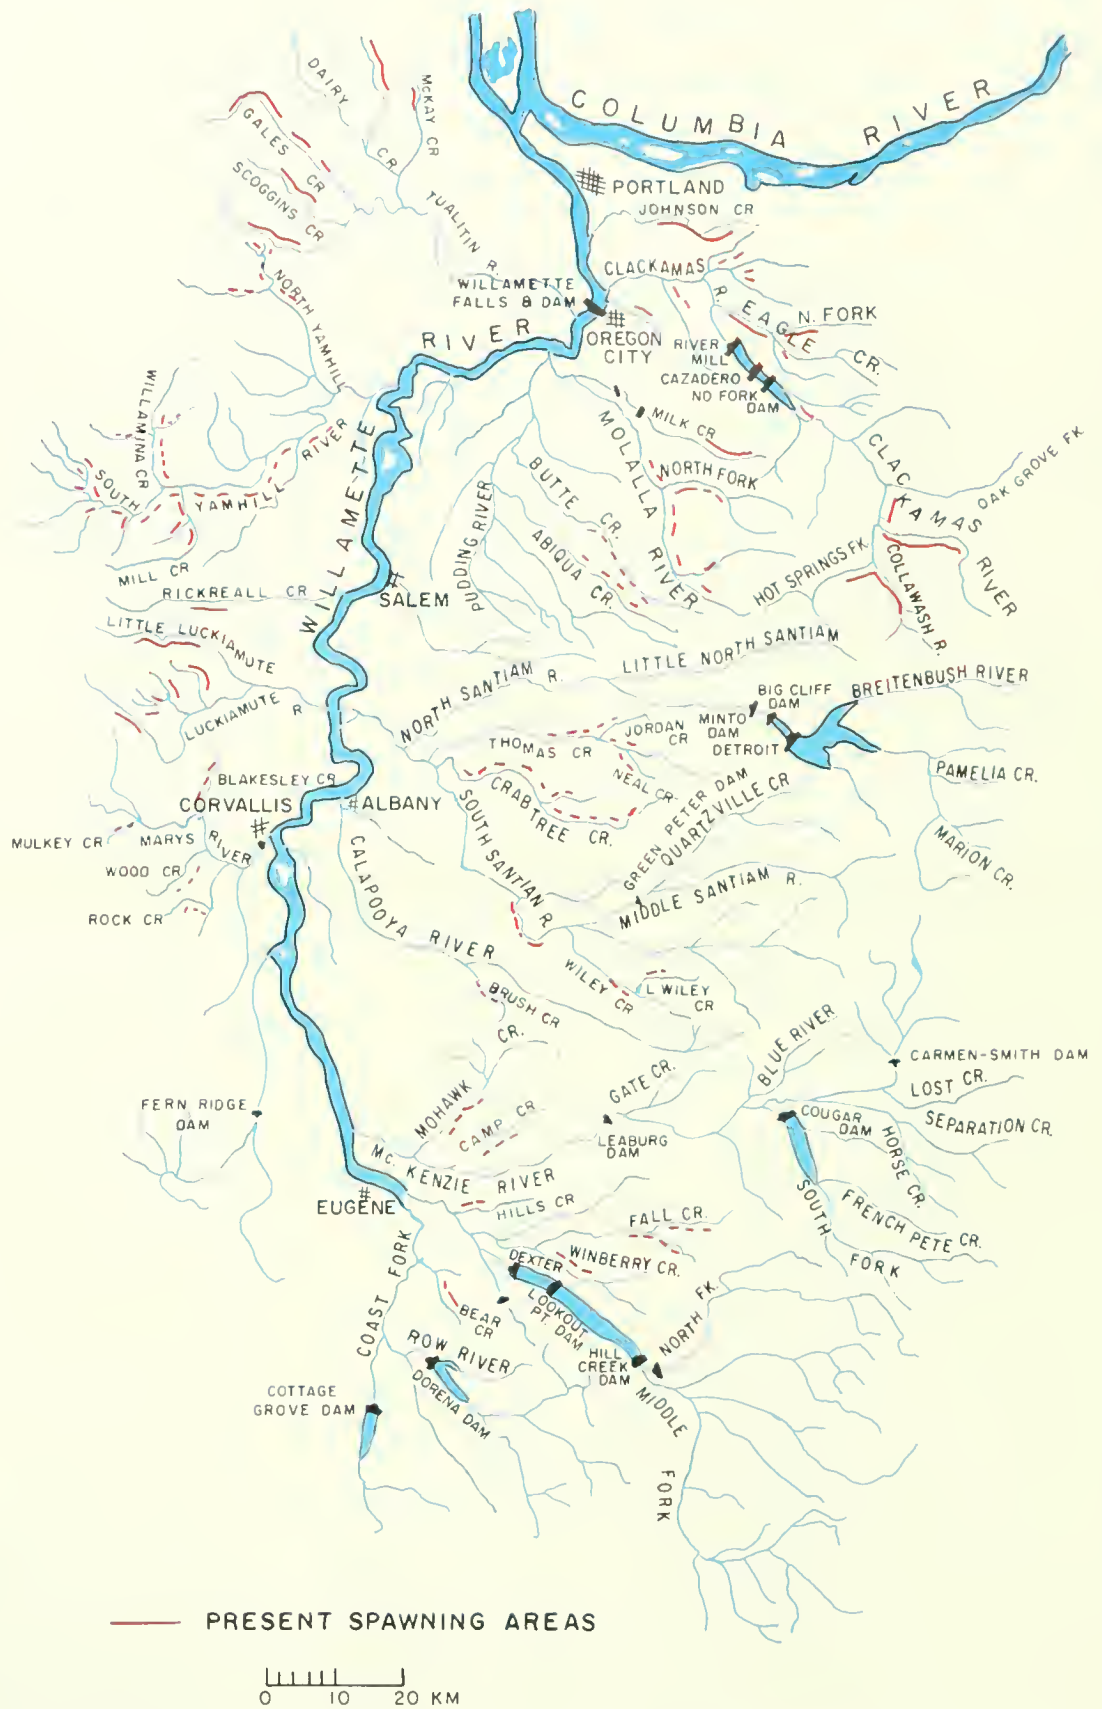 COLUMBIA RIVER
DAIRY CR
McKAY CR
GALES CR
SCOGGINS CR
TUALITIN R.
PORTLAND
JOHNSON CR
CLACKAMAS R.
WILLAMETTE
FALLS & DAM
OREGON
CITY
EAGLE CR.
N. FORK
RIVER
MILL
CAZADERO
NO FORK
DAM
NORTH YAMHILL
WILLAMETTE RIVER
WILLAMINA CR
SOUTH YAMHILL RIVER
MILL CR
MILK CR
MOLALLA RIVER
NORTH FORK
BUTTE CR.
ABIQUA CR.
PUDDING RIVER
CLACKAMAS RIVER
OAK GROVE FK
HOT SPRINGS FK.
COLLAWASH R.
RICKREALL CR
SALEM
LITTLE LUCKIAMUTE
LUCKIAMUTE R
NORTH SANTIAM R.
LITTLE NORTH SANTIAM
BREITENBUSH RIVER
BIG CLIFF
DAM
MINTO
DAM
DETROIT
JORDAN
CR
THOMAS CR
NEAL CR.
CRABTREE CR.
PAMELIA CR.
MARION CR.
BLAKESLEY CR
CORVALLIS
ALBANY
MULKEY CR
MARYS RIVER
WOOD CR
ROCK CR
SOUTH SANTIAN R.
GREEN PETER DAM
QUARTZVILLE CR
MIDDLE SANTIAM R.
CALAPOOYA RIVER
WILEY CR
L WILEY
CR
BRUSH CR
CR.
MOHAWK
CAMP CR
GATE CR.
LEABURG
DAM
BLUE RIVER
CARMEN-SMITH DAM
LOST CR.
SEPARATION CR.
COUGAR
DAM
HORSE CR.
FRENCH PETE CR.
SOUTH FORK
FERN RIDGE
DAM
Mc. KENZIE RIVER
EUGENE
HILLS CR
FALL CR.
WINBERRY CR.
DEXTER
LOOKOUT
PT. DAM
HILL
CREEK
DAM
NORTH FK.
MIDDLE FORK
COAST FORK
BEAR
CR
ROW RIVER
DORENA DAM
COTTAGE
GROVE DAM
PRESENT SPAWNING AREAS
0 10 20 KM